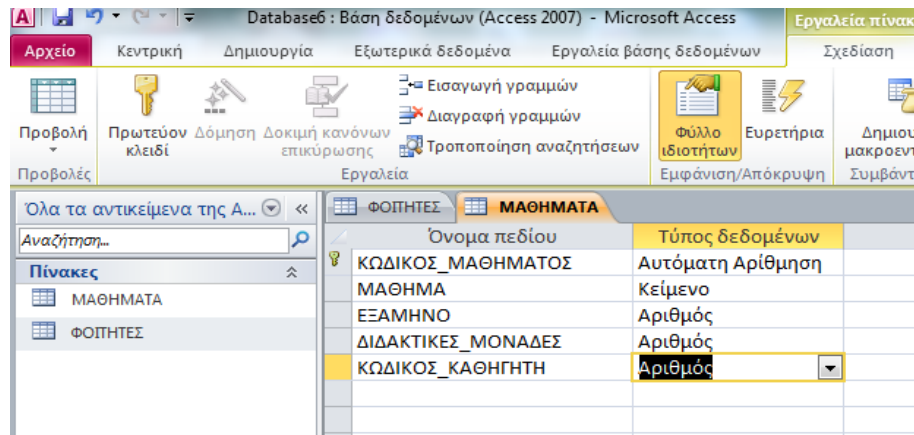 Database6 : Βάση δεδομένων (Access 2007) - Microsoft Access
Εργαλεία πίνακ
Αρχείο Κεντρική Δημιουργία Εξωτερικά δεδομένα Εργαλεία βάσης δεδομένων Σχεδίαση
Προβολή
Πρωτεύον κλειδί
Δόμηση
Δοκιμή κανόνων επικύρωσης
Εισαγωγή γραμμών
Διαγραφή γραμμών
Τροποποίηση αναζητήσεων
Φύλλο ιδιοτήτων
Ευρετήρια
Δημιου
μακροεντ
Προβολές Εργαλεία Εμφάνιση/Απόκρυψη Συμβάντ
Όλα τα αντικείμενα της Α...
Αναζήτηση...
Πίνακες
ΜΑΘΗΜΑΤΑ
ΦΟΙΤΗΤΕΣ
ΦΟΙΤΗΤΕΣ ΜΑΘΗΜΑΤΑ
Όνομα πεδίου Τύπος δεδομένων
ΚΩΔΙΚΟΣ_ΜΑΘΗΜΑΤΟΣ Αυτόματη Αρίθμηση
ΜΑΘΗΜΑ Κείμενο
ΕΞΑΜΗΝΟ Αριθμός
ΔΙΔΑΚΤΙΚΕΣ_ΜΟΝΑΔΕΣ Αριθμός
ΚΩΔΙΚΟΣ_ΚΑΘΗΓΗΤΗ Αριθμός